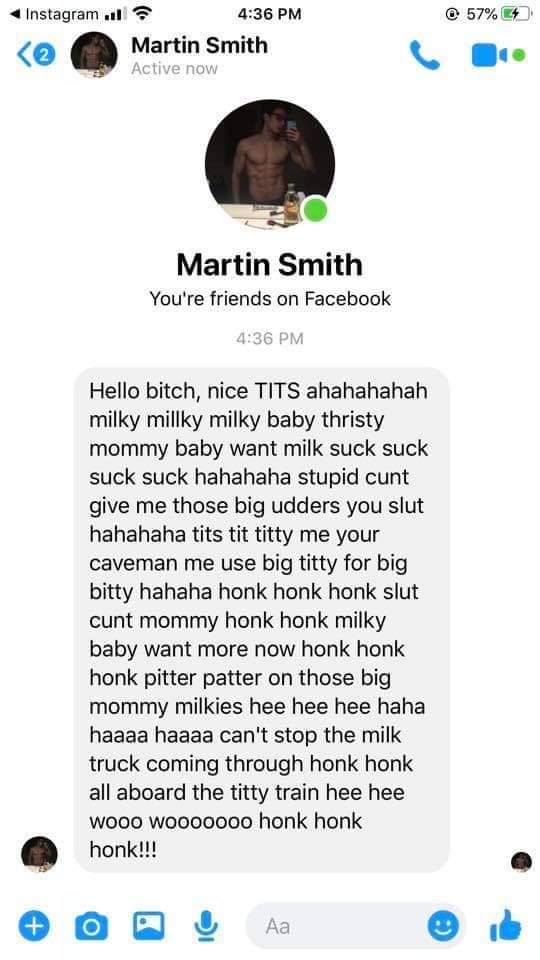 Instagram
4:36 PM
57%
2
Martin Smith
Active now
Martin Smith
You're friends on Facebook
4:36 PM
Hello bitch, nice TITS ahahahahah
milky millky milky baby thristy
mommy baby want milk suck suck
suck suck hahahaha stupid cunt
give me those big udders you slut
hahahaha tits tit titty me your
caveman me use big titty for big
bitty hahaha honk honk honk slut
cunt mommy honk honk milky
baby want more now honk honk
honk pitter patter on those big
mommy milkies hee hee hee haha
haaaa haaaa can't stop the milk
truck coming through honk honk
all aboard the titty train hee hee
wooo wooooooo honk honk
honk!!!
Aa